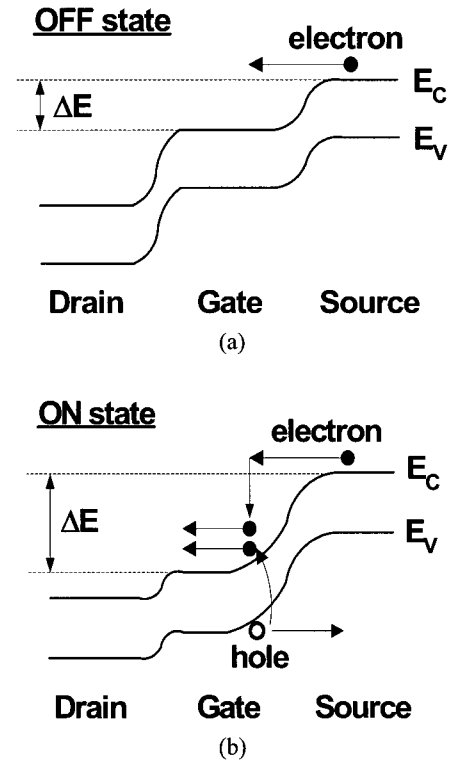 OFF state
electron
E_C
ΔE
E_V
Drain Gate Source
(a)
ON state
electron
E_C
ΔE
E_V
hole
Drain Gate Source
(b)